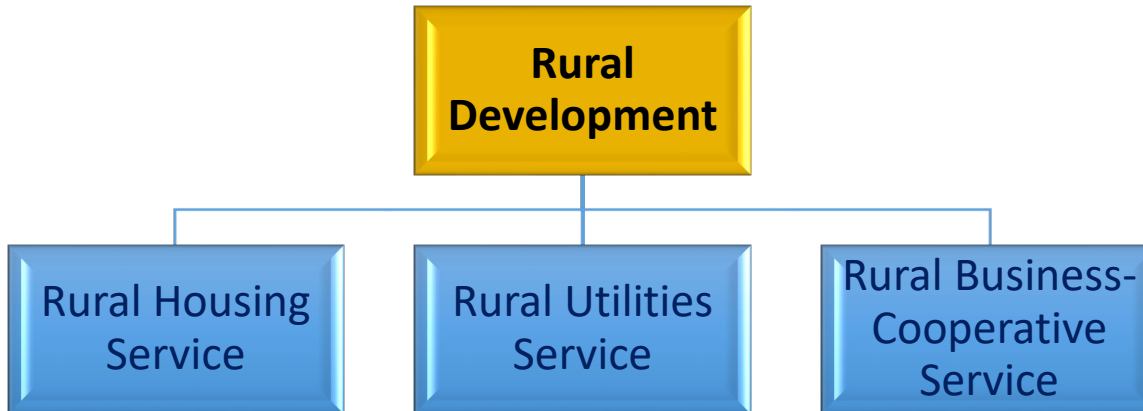 Rural
Development
Rural Housing
Service
Rural Utilities
Service
Rural Business-
Cooperative
Service